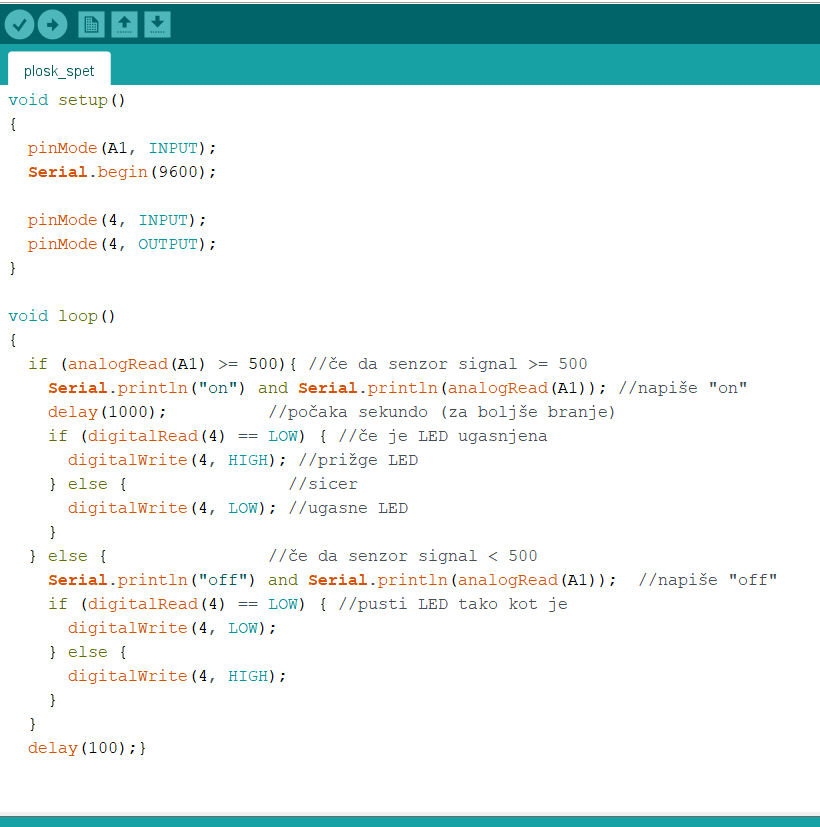 plosk_spet
void setup()
{
  pinMode(A1, INPUT);
  Serial.begin(9600);

  pinMode(4, INPUT);
  pinMode(4, OUTPUT);
}

void loop()
{
  if (analogRead(A1) >= 500){ //če da senzor signal >= 500
    Serial.println("on") and Serial.println(analogRead(A1)); //napiše "on"
    delay(1000);          //počaka sekundo (za boljše branje)
    if (digitalRead(4) == LOW) { //če je LED ugasnjena
      digitalWrite(4, HIGH); //prižge LED
    } else {                //sicer
      digitalWrite(4, LOW); //ugasne LED
    }
  } else {                //če da senzor signal < 500
    Serial.println("off") and Serial.println(analogRead(A1));  //napiše "off"
    if (digitalRead(4) == LOW) { //pusti LED tako kot je
      digitalWrite(4, LOW);
    } else {
      digitalWrite(4, HIGH);
    }
  }
  delay(100);}